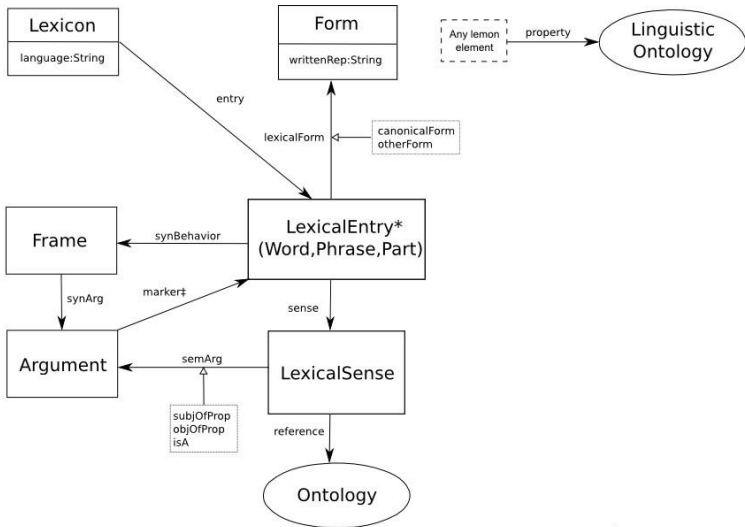 Lexicon
language:String
Form
writtenRep:String
Any lemon
element
property
Linguistic
Ontology
entry
lexicalForm
canonicalForm
otherForm
LexicalEntry*
(Word,Phrase,Part)
Frame
synBehavior
synArg
marker‡
sense
Argument
semArg
LexicalSense
subjOfProp
objOfProp
isA
reference
Ontology